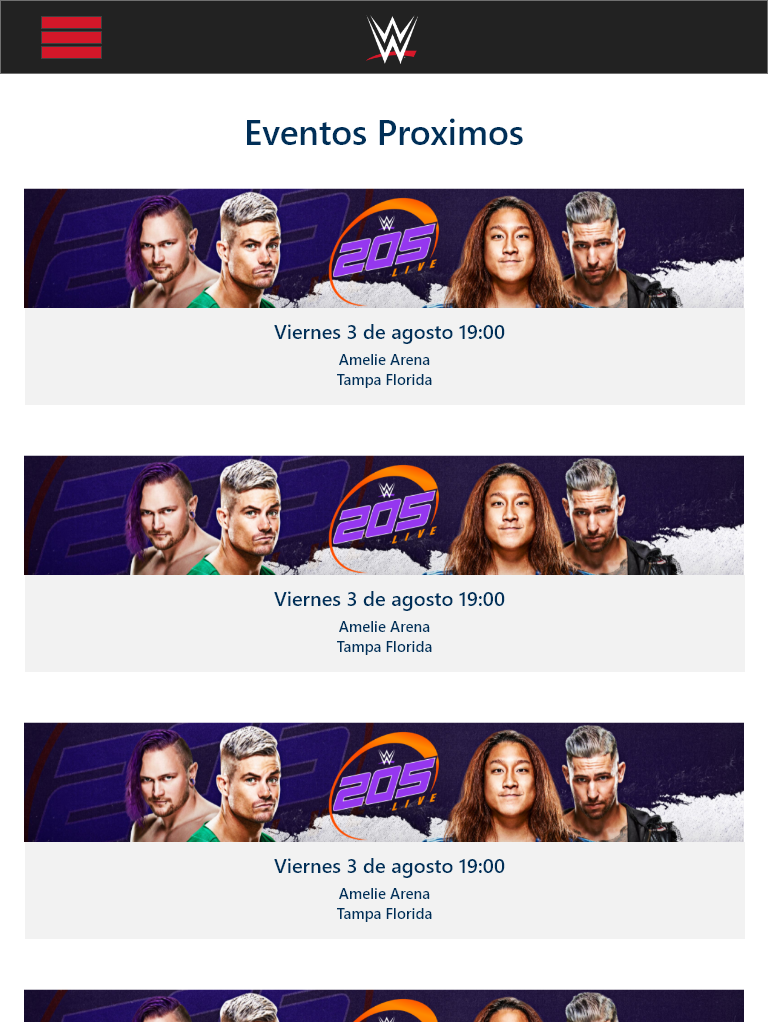 W
Eventos Proximos
W
205
LIVE
Viernes 3 de agosto 19:00
Amelie Arena
Tampa Florida
W
205
LIVE
Viernes 3 de agosto 19:00
Amelie Arena
Tampa Florida
W
205
LIVE
Viernes 3 de agosto 19:00
Amelie Arena
Tampa Florida